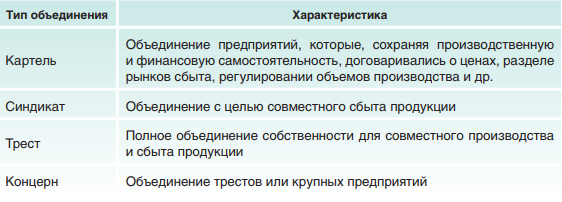 Тип объединения Характеристика
Картель
Объединение предприятий, которые, сохраняя производственную
и финансовую самостоятельность, договаривались о ценах, разделе
рынков сбыта, регулировании объемов производства и др.
Синдикат Объединение с целью совместного сбыта продукции
Трест
Полное объединение собственности для совместного производства
и сбыта продукции
Концерн Объединение трестов или крупных предприятий